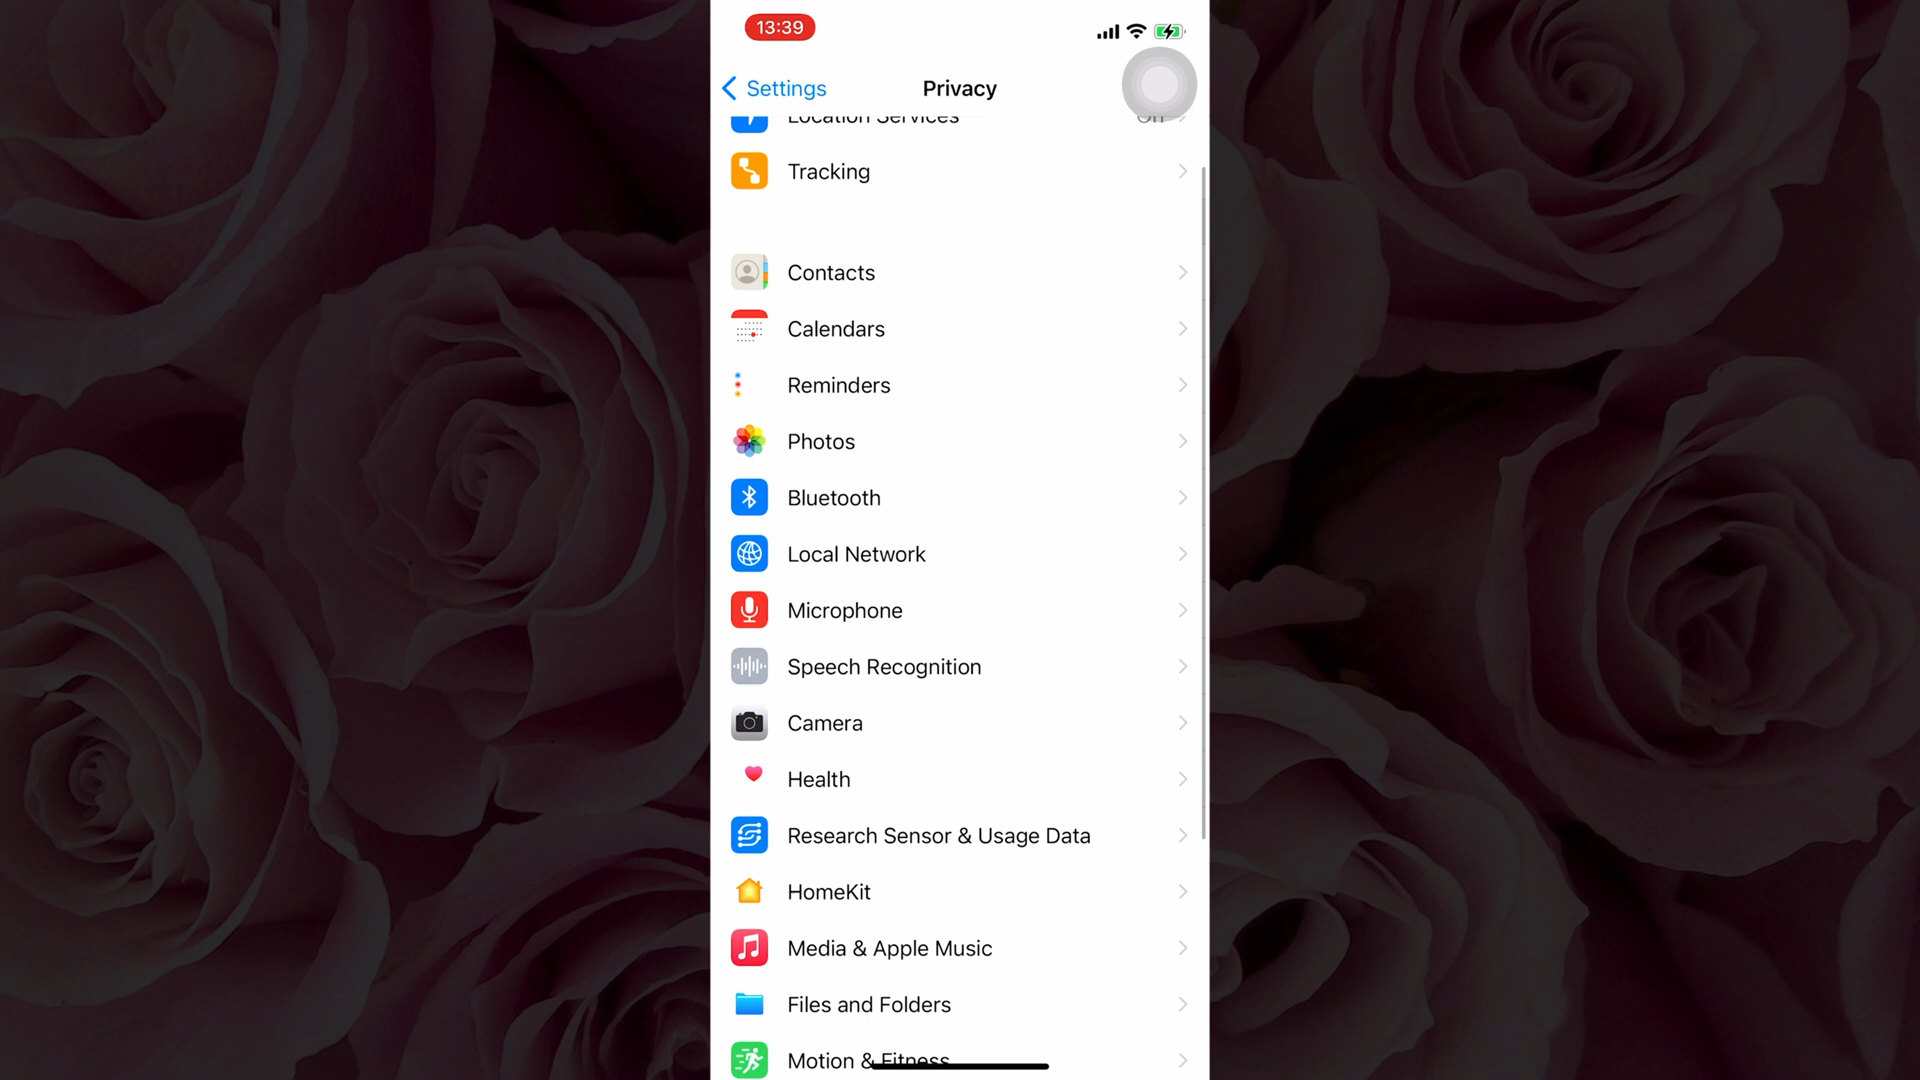 13:39
Settings
Privacy
Location Services
On
Tracking
Contacts
Calendars
Reminders
Photos
Bluetooth
Local Network
Microphone
Speech Recognition
Camera
Health
Research Sensor & Usage Data
HomeKit
Media & Apple Music
Files and Folders
Motion & Fitness